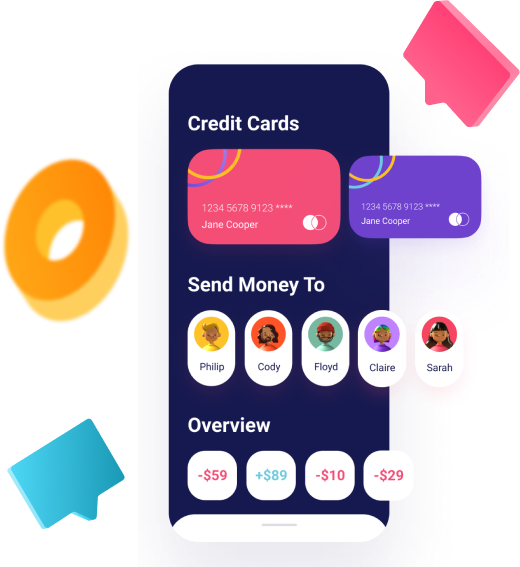 Credit Cards
1234 5678 9123 ****
Jane Cooper
1234 5678 9123 ****
Jane Cooper
Send Money To
Philip
Cody
Floyd
Claire
Sarah
Overview
-$59
+$89
-$10
-$29